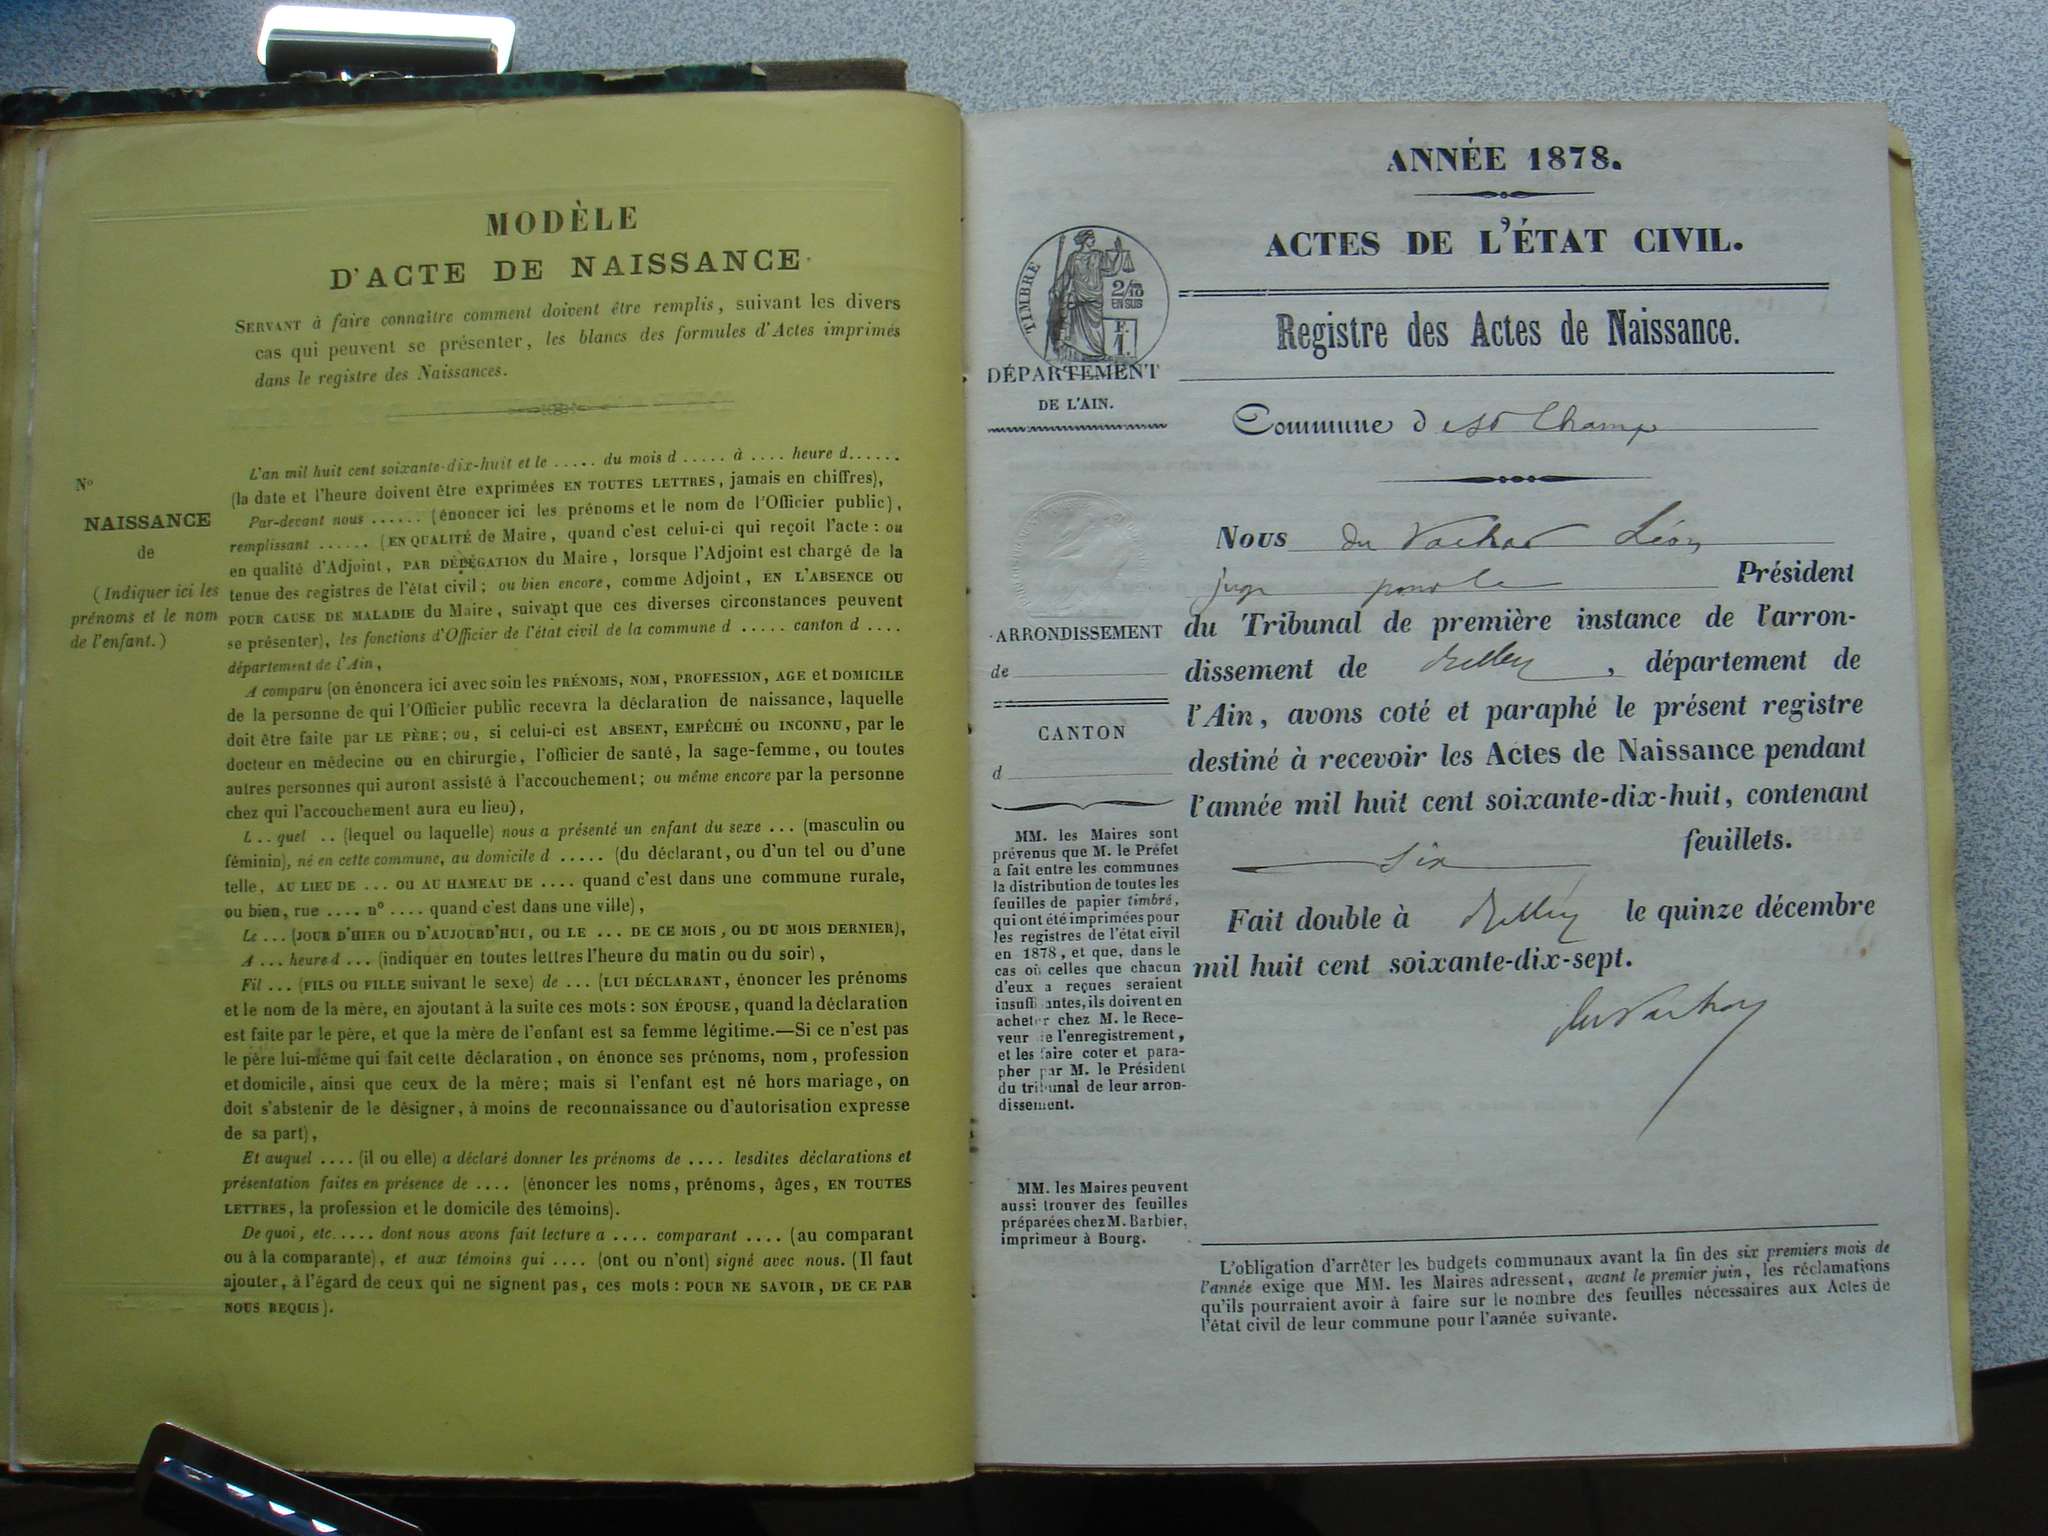 MODÈLE
D'ACTE DE NAISSANCE
SERVANT à faire connaître comment doivent être remplis, suivant les divers
cas qui peuvent se présenter, les blancs des formules d'Actes imprimés
dans le registre des Naissances.
N°
NAISSANCE
de
(Indiquer ici les
prénoms et le nom
de l'enfant.)
L'an mil huit cent soixante-dix-huit et le ..... du mois d ..... à .... heure d......
(la date et l'heure doivent être exprimées EN TOUTES LETTRES, jamais en chiffres),
Par-devant nous ...... (énoncer ici les prénoms et le nom de l'Officier public),
remplissant ...... (EN QUALITÉ de Maire, quand c'est celui-ci qui reçoit l'acte: ou
en qualité d'Adjoint, PAR DÉLÉGATION du Maire, lorsque l'Adjoint est chargé de la
tenue des registres de l'état civil; ou bien encore, comme Adjoint, EN L'ABSENCE OU
POUR CAUSE DE MALADIE du Maire, suivant que ces diverses circonstances peuvent
se présenter), les fonctions d'Officier de l'état civil de la commune d ..... canton d ....
département de l'Ain,
A comparu (on énoncera ici avec soin les PRÉNOMS, NOM, PROFESSION, AGE et DOMICILE
de la personne de qui l'Officier public recevra la déclaration de naissance, laquelle
doit être faite par LE PÈRE; ou, si celui-ci est ABSENT, EMPÊCHÉ OU INCONNU, par le
docteur en médecine ou en chirurgie, l'officier de santé, la sage-femme, ou toutes
autres personnes qui auront assisté à l'accouchement; ou même encore par la personne
chez qui l'accouchement aura eu lieu),
L .. quel .. (lequel ou laquelle) nous a présenté un enfant du sexe ... (masculin ou
féminin), né en cette commune, au domicile d ..... (du déclarant, ou d'un tel ou d'une
telle, AU LIEU DE ... OU AU HAMEAU DE .... quand c'est dans une commune rurale,
ou bien, rue .... n° .... quand c'est dans une ville),
Le ... (JOUR D'HIER OU D'AUJOURD'HUI, OU LE ... DE CE MOIS, OU DU MOIS DERNIER),
A ... heure d ... (indiquer en toutes lettres l'heure du matin ou du soir),
Fil ... (FILS OU FILLE suivant le sexe) de ... (LUI DÉCLARANT, énoncer les prénoms
et le nom de la mère, en ajoutant à la suite ces mots: SON ÉPOUSE, quand la déclaration
est faite par le père, et que la mère de l'enfant est sa femme légitime.—Si ce n'est pas
le père lui-même qui fait cette déclaration, on énonce ses prénoms, nom, profession
et domicile, ainsi que ceux de la mère; mais si l'enfant est né hors mariage, on
doit s'abstenir de le désigner, à moins de reconnaissance ou d'autorisation expresse
de sa part),
Et auquel .... (il ou elle) a déclaré donner les prénoms de .... lesdites déclarations et
présentation faites en présence de .... (énoncer les noms, prénoms, âges, EN TOUTES
LETTRES, la profession et le domicile des témoins).
De quoi, etc..... dont nous avons fait lecture a .... comparant .... (au comparant
ou à la comparante), et aux témoins qui .... (ont ou n'ont) signé avec nous. (Il faut
ajouter, à l'égard de ceux qui ne signent pas, ces mots: POUR NE SAVOIR, DE CE PAR
NOUS REQUIS).
ANNÉE 1878.
ACTES DE L'ÉTAT CIVIL.
Registre des Actes de Naissance.
TIMBRE
2/10
EN SUS
F.
1.
DÉPARTEMENT
DE L'AIN.
Commune d e St Champ
Nous du Vachat Léon
juge pour le Président
du Tribunal de première instance de l'arron-
dissement de Belley, département de
l'Ain, avons coté et paraphé le présent registre
destiné à recevoir les Actes de Naissance pendant
l'année mil huit cent soixante-dix-huit, contenant
Six feuillets.
Fait double à Belley le quinze décembre
mil huit cent soixante-dix-sept.
du Vachat
ARRONDISSEMENT
de
CANTON
d
MM. les Maires sont
prévenus que M. le Préfet
a fait entre les communes
la distribution de toutes les
feuilles de papier timbré,
qui ont été imprimées pour
les registres de l'état civil
en 1878, et que, dans le
cas où celles que chacun
d'eux a reçues seraient
insuffisantes, ils doivent en
acheter chez M. le Rece-
veur de l'enregistrement,
et les faire coter et para-
pher par M. le Président
du tribunal de leur arron-
dissement.
MM. les Maires peuvent
aussi trouver des feuilles
préparées chez M. Barbier,
imprimeur à Bourg.
L'obligation d'arrêter les budgets communaux avant la fin des six premiers mois de
l'année exige que MM. les Maires adressent, avant le premier juin, les réclamations
qu'ils pourraient avoir à faire sur le nombre des feuilles nécessaires aux Actes de
l'état civil de leur commune pour l'année suivante.